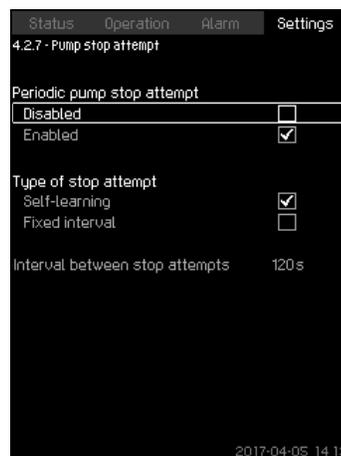 Status Operation Alarm Settings
4.2.7 - Pump stop attempt
Periodic pump stop attempt
Disabled
Enabled
Type of stop attempt
Self-learning
Fixed interval
Interval between stop attempts 120s
2017-04-05 14:1